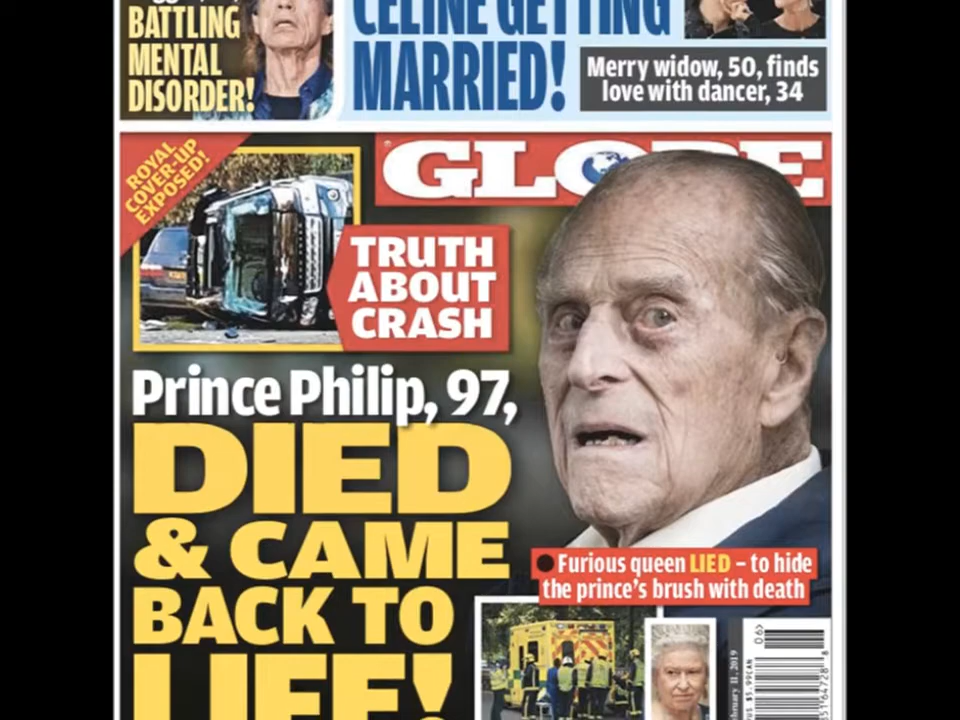 BATTLING
MENTAL
DISORDER!
CELINE GETTING
MARRIED!
Merry widow, 50, finds
love with dancer, 34
ROYAL
COVER-UP
EXPOSED!
GLOBE
TRUTH
ABOUT
CRASH
Prince Philip, 97,
DIED
& CAME
BACK TO
LIFE!
Furious queen LIED – to hide
the prince's brush with death
06>